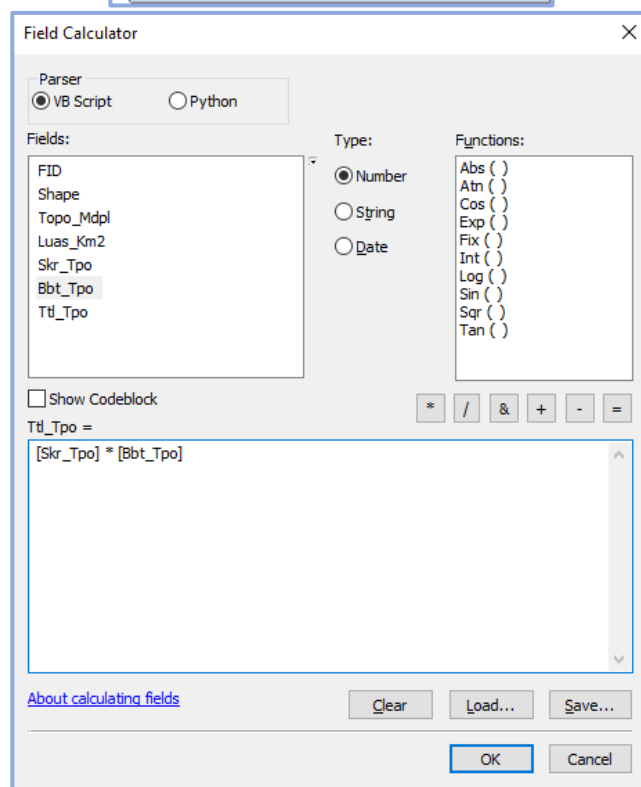 Field Calculator
Parser
VB Script Python
Fields: Type: Functions:
FID
Shape
Topo_Mdpl
Luas_Km2
Skr_Tpo
Bbt_Tpo
Ttl_Tpo
Number
String
Date
Abs ( )
Atn ( )
Cos ( )
Exp ( )
Fix ( )
Int ( )
Log ( )
Sin ( )
Sqr ( )
Tan ( )
Show Codeblock
* / & + - =
Ttl_Tpo =
[Skr_Tpo] * [Bbt_Tpo]
About calculating fields Clear Load... Save...
OK Cancel